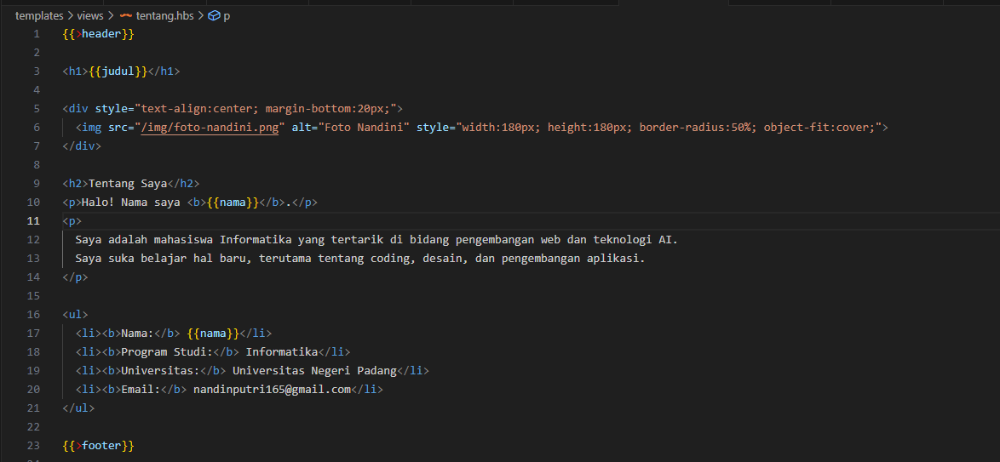 templates > views > tentang.hbs > p
1 {{>header}}
2
3 <h1>{{judul}}</h1>
4
5 <div style="text-align:center; margin-bottom:20px;">
6   <img src="/img/foto-nandini.png" alt="Foto Nandini" style="width:180px; height:180px; border-radius:50%; object-fit:cover;">
7 </div>
8
9 <h2>Tentang Saya</h2>
10 <p>Halo! Nama saya <b>{{nama}}</b>.</p>
11 <p>
12   Saya adalah mahasiswa Informatika yang tertarik di bidang pengembangan web dan teknologi AI.
13   Saya suka belajar hal baru, terutama tentang coding, desain, dan pengembangan aplikasi.
14 </p>
15
16 <ul>
17   <li><b>Nama:</b> {{nama}}</li>
18   <li><b>Program Studi:</b> Informatika</li>
19   <li><b>Universitas:</b> Universitas Negeri Padang</li>
20   <li><b>Email:</b> nandinputri165@gmail.com</li>
21 </ul>
22
23 {{>footer}}